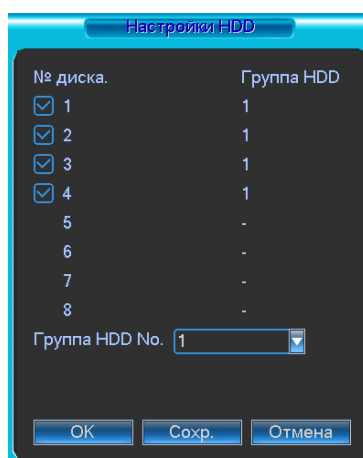 Настройки HDD
№ диска. Группа HDD
1 1
2 1
3 1
4 1
5 -
6 -
7 -
8 -
Группа HDD No. 1
OK Сохр. Отмена